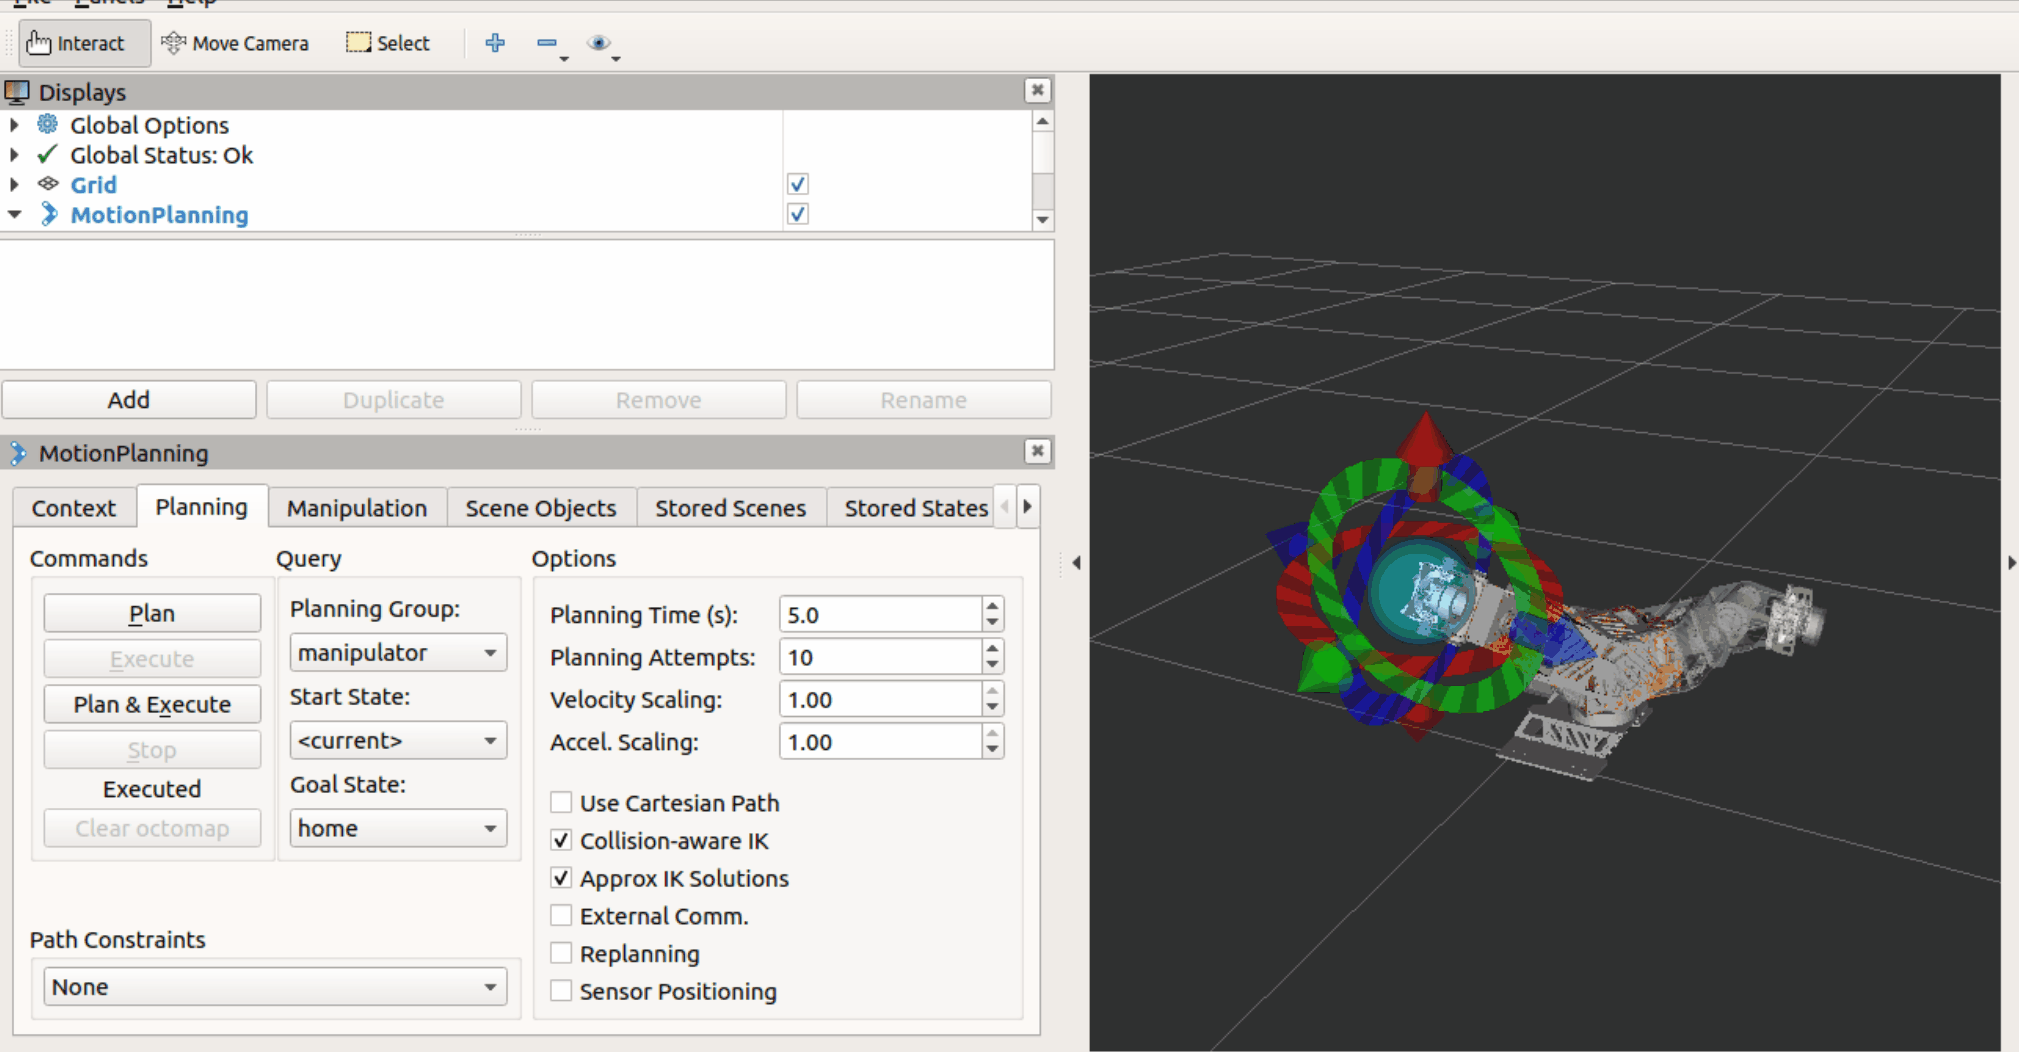 File Panels Help
Interact Move Camera Select
Displays
Global Options
Global Status: Ok
Grid
MotionPlanning
Add Duplicate Remove Rename
MotionPlanning
Context Planning Manipulation Scene Objects Stored Scenes Stored States
Commands Query Options
Plan
Execute
Plan & Execute
Stop
Executed
Clear octomap
Planning Group:
manipulator
Start State:
<current>
Goal State:
home
Planning Time (s): 5.0
Planning Attempts: 10
Velocity Scaling: 1.00
Accel. Scaling: 1.00
Use Cartesian Path
Collision-aware IK
Approx IK Solutions
External Comm.
Replanning
Sensor Positioning
Path Constraints
None